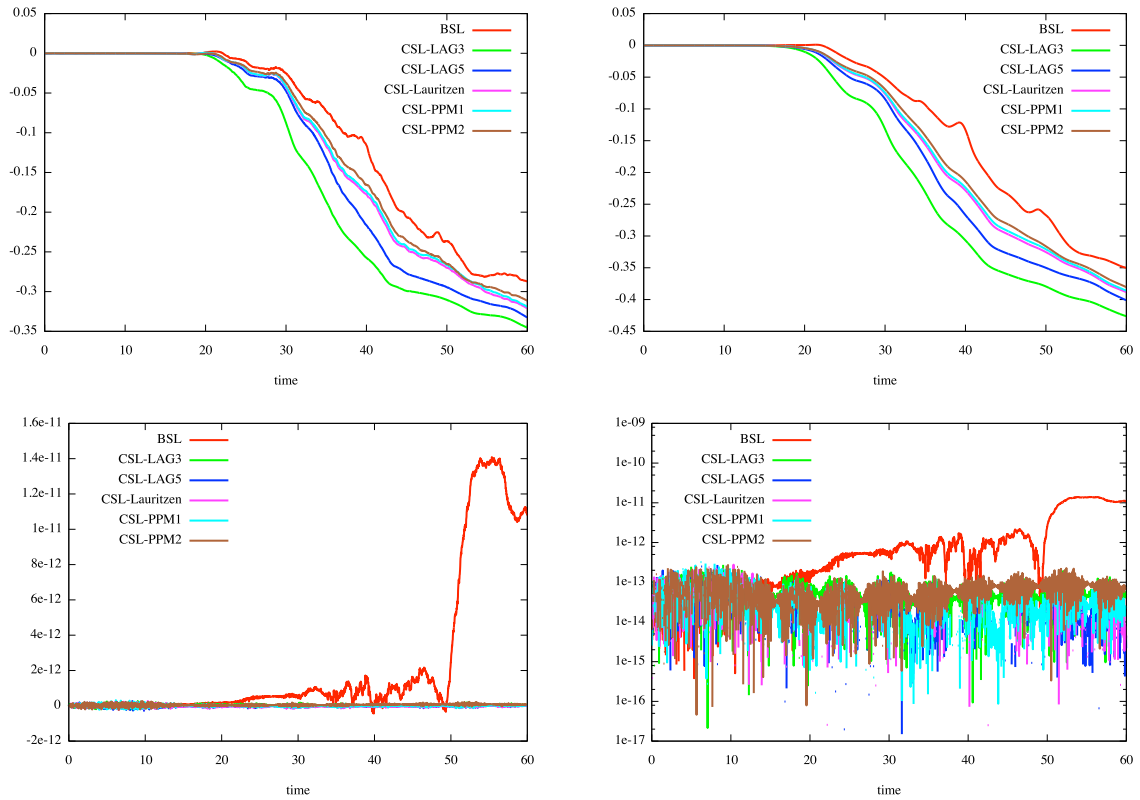 0.05
0
-0.05
-0.1
-0.15
-0.2
-0.25
-0.3
-0.35
0 10 20 30 40 50 60
time
BSL
CSL-LAG3
CSL-LAG5
CSL-Lauritzen
CSL-PPM1
CSL-PPM2
0.05
0
-0.05
-0.1
-0.15
-0.2
-0.25
-0.3
-0.35
-0.4
-0.45
0 10 20 30 40 50 60
time
BSL
CSL-LAG3
CSL-LAG5
CSL-Lauritzen
CSL-PPM1
CSL-PPM2
1.6e-11
1.4e-11
1.2e-11
1e-11
8e-12
6e-12
4e-12
2e-12
0
-2e-12
0 10 20 30 40 50 60
time
BSL
CSL-LAG3
CSL-LAG5
CSL-Lauritzen
CSL-PPM1
CSL-PPM2
1e-09
1e-10
1e-11
1e-12
1e-13
1e-14
1e-15
1e-16
1e-17
0 10 20 30 40 50 60
time
BSL
CSL-LAG3
CSL-LAG5
CSL-Lauritzen
CSL-PPM1
CSL-PPM2